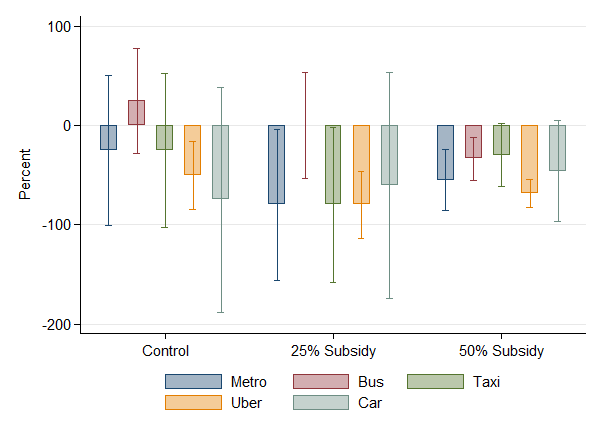 100
0
-100
-200
Percent
Control 25% Subsidy 50% Subsidy
Metro Bus Taxi
Uber Car